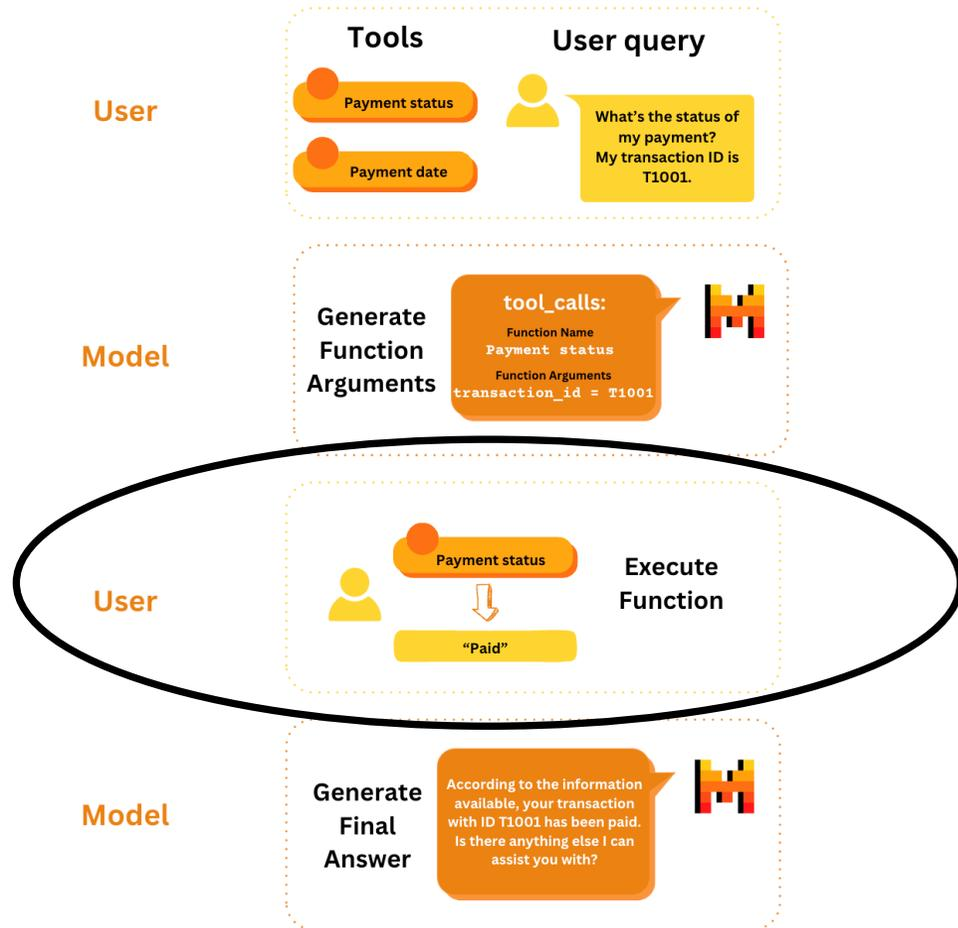 Tools
User query
User
Payment status
Payment date
What’s the status of
my payment?
My transaction ID is
T1001.
Model
Generate
Function
Arguments
tool_calls:
Function Name
Payment status
Function Arguments
transaction_id = T1001
User
Payment status
“Paid”
Execute
Function
Model
Generate
Final
Answer
According to the information
available, your transaction
with ID T1001 has been paid.
Is there anything else I can
assist you with?